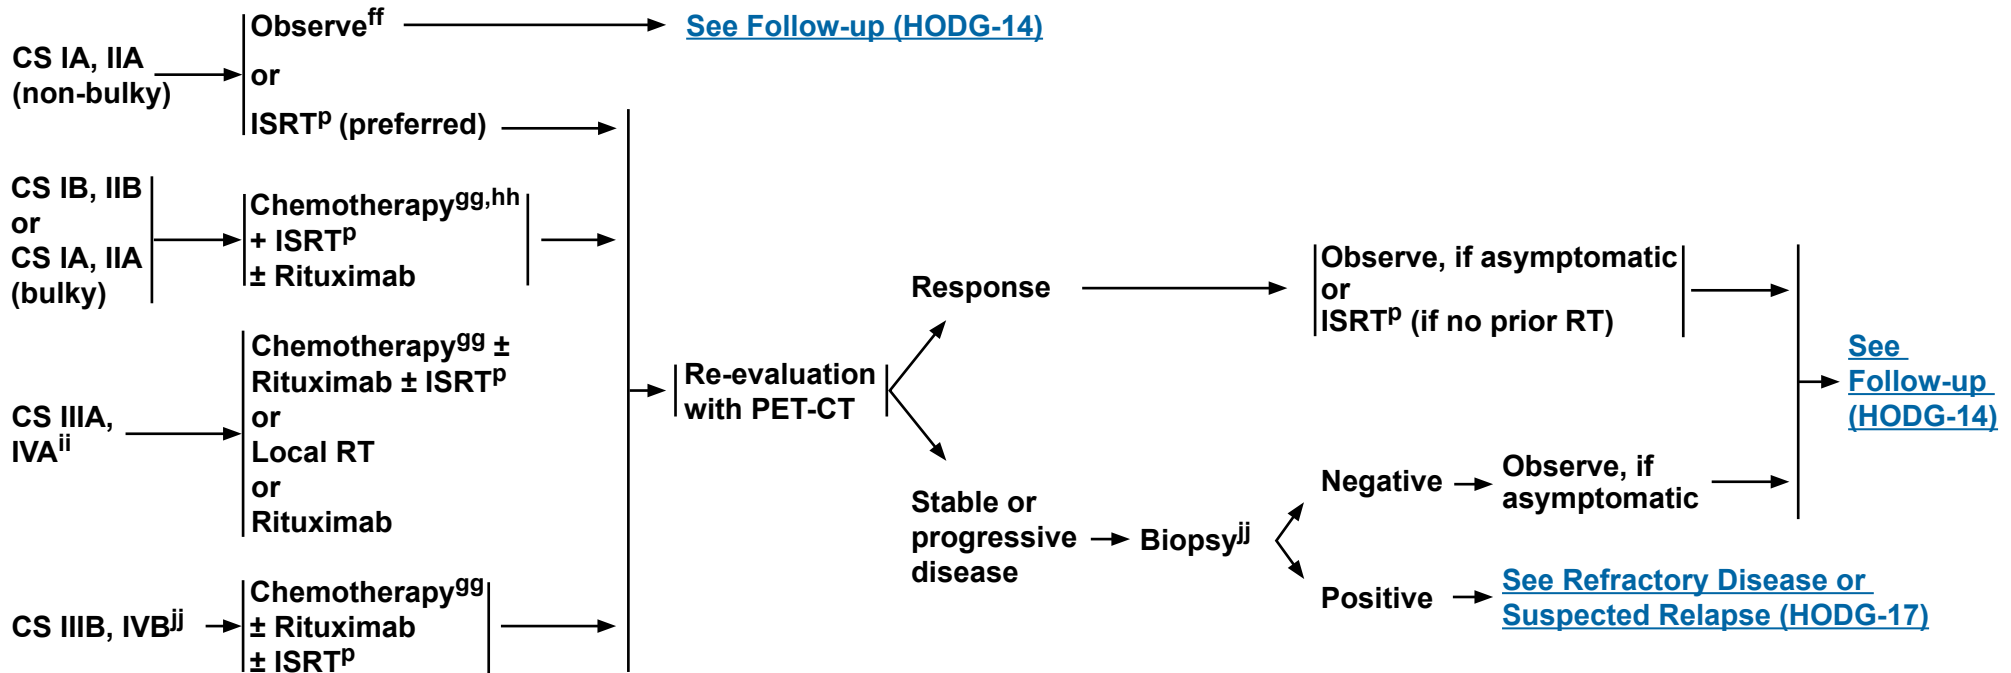 CS IA, IIA
(non-bulky)
Observeff
or
ISRTp (preferred)
See Follow-up (HODG-14)
CS IB, IIB
or
CS IA, IIA
(bulky)
Chemotherapygg,hh
+ ISRTp
± Rituximab
CS IIIA,
IVAii
Chemotherapygg ±
Rituximab ± ISRTp
or
Local RT
or
Rituximab
CS IIIB, IVBjj
Chemotherapygg
± Rituximab
± ISRTp
Re-evaluation
with PET-CT
Response
Observe, if asymptomatic
or
ISRTp (if no prior RT)
Stable or
progressive
disease
Biopsyjj
Negative
Observe, if
asymptomatic
Positive
See Refractory Disease or
Suspected Relapse (HODG-17)
See
Follow-up
(HODG-14)